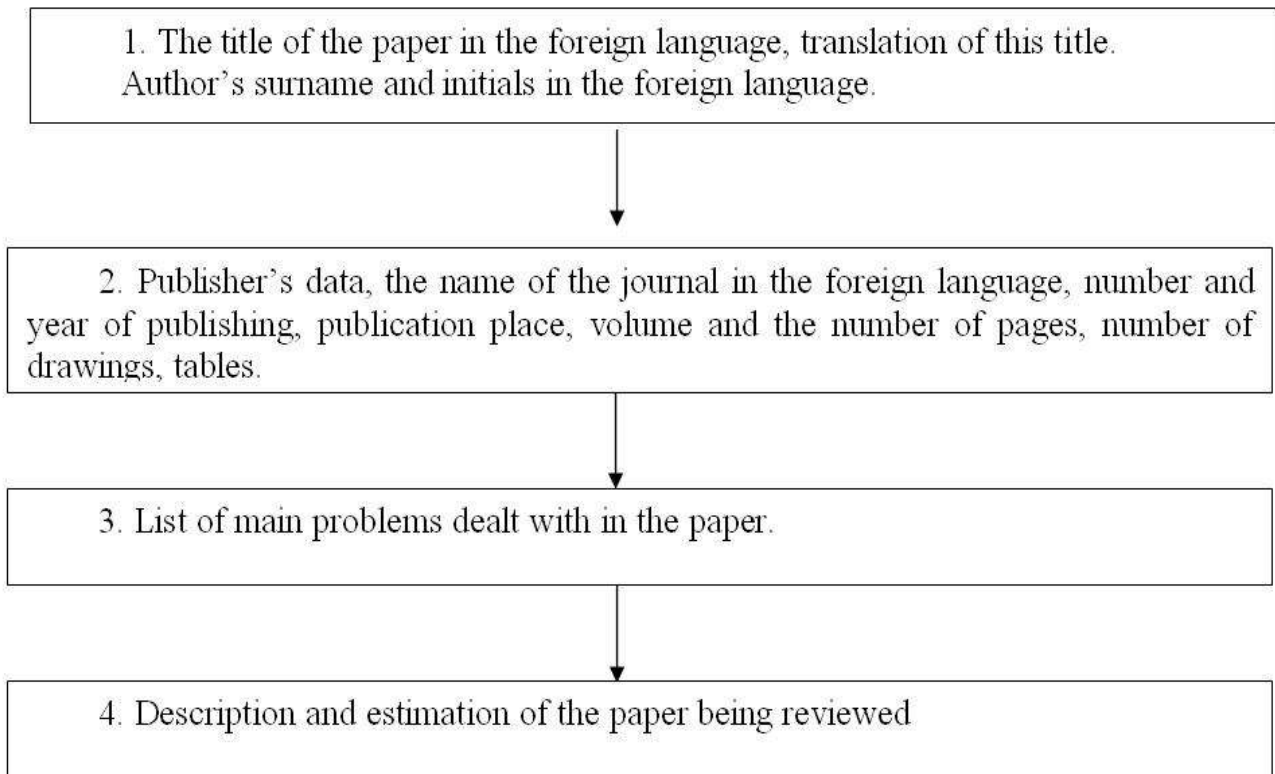 1. The title of the paper in the foreign language, translation of this title.
Author’s surname and initials in the foreign language.
2. Publisher’s data, the name of the journal in the foreign language, number and
year of publishing, publication place, volume and the number of pages, number of
drawings, tables.
3. List of main problems dealt with in the paper.
4. Description and estimation of the paper being reviewed